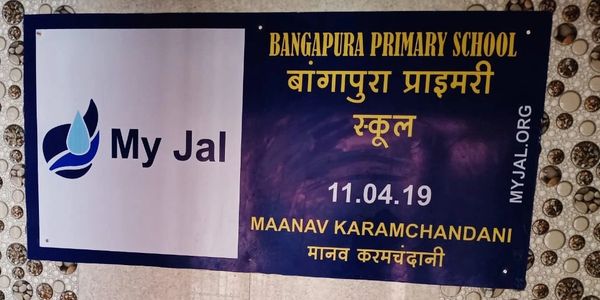 My Jal
BANGAPURA PRIMARY SCHOOL
बांगापुरा प्राइमरी
स्कूल
11.04.19
MAANAV KARAMCHANDANI
मानव करमचंदानी
MYJAL.ORG